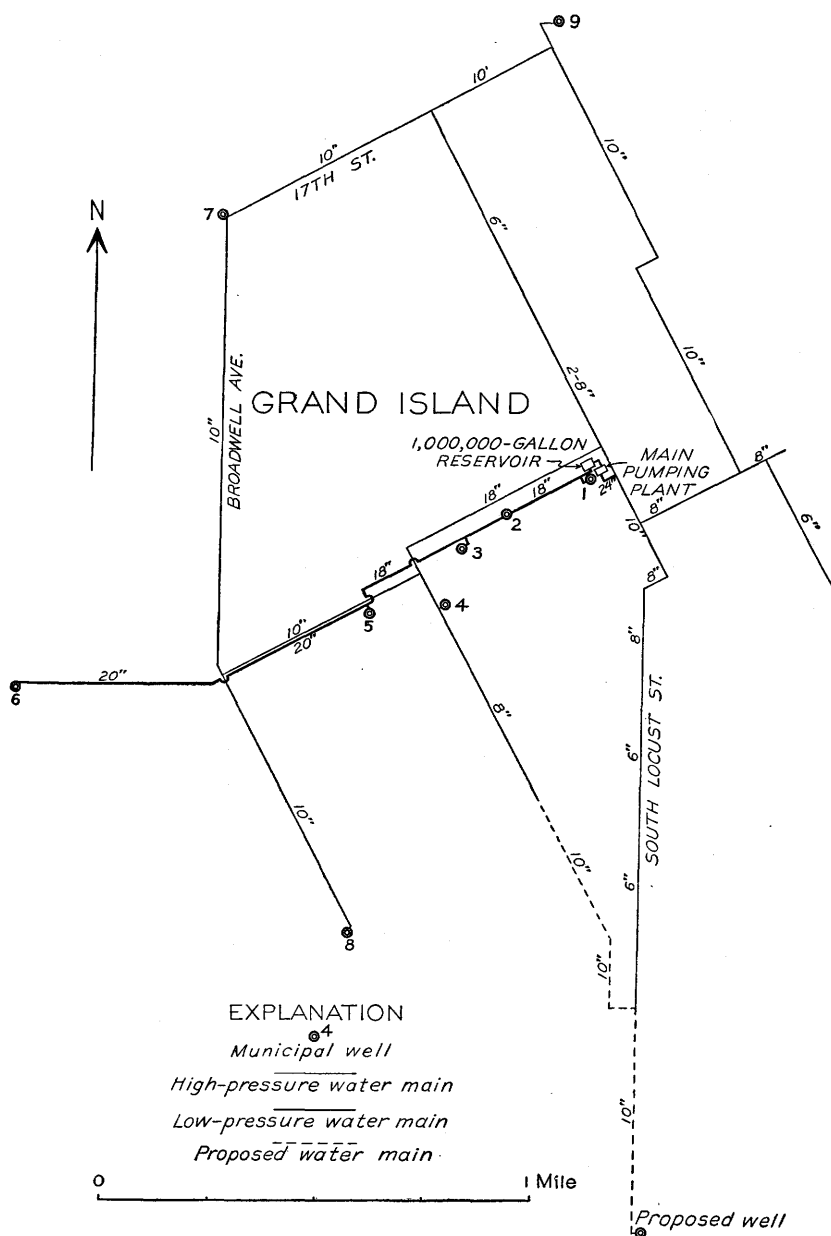 9
10'
10"
17TH ST.
10"
7
N
6"
10"
BROADWELL AVE.
10"
2-8"
GRAND ISLAND
1,000,000-GALLON
RESERVOIR
MAIN
PUMPING
PLANT
8"
18"
18"
1
24"
8"
2
10"
6"
3
18"
8"
4
5
10"
20"
8"
20"
6
SOUTH LOCUST ST.
8"
6"
10"
10"
6"
8
10"
EXPLANATION
4
Municipal well
High-pressure water main
Low-pressure water main
Proposed water main
10"
0
1 Mile
Proposed well